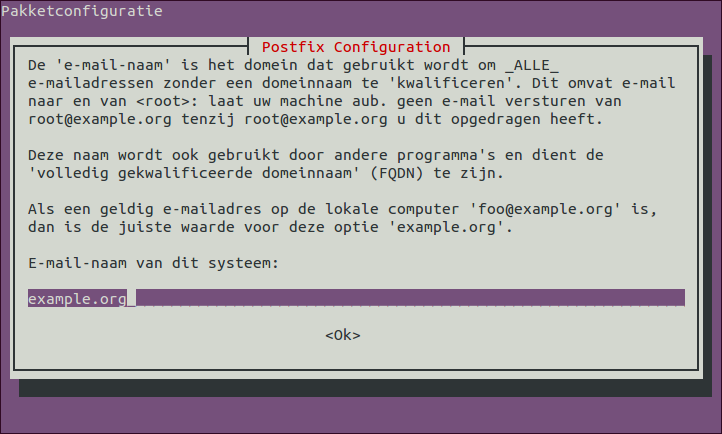 Pakketconfiguratie
Postfix Configuration
De 'e-mail-naam' is het domein dat gebruikt wordt om _ALLE_
e-mailadressen zonder een domeinnaam te 'kwalificeren'. Dit omvat e-mail
naar en van <root>: laat uw machine aub. geen e-mail versturen van
root@example.org tenzij root@example.org u dit opgedragen heeft.
Deze naam wordt ook gebruikt door andere programma's en dient de
'volledig gekwalificeerde domeinnaam' (FQDN) te zijn.
Als een geldig e-mailadres op de lokale computer 'foo@example.org' is,
dan is de juiste waarde voor deze optie 'example.org'.
E-mail-naam van dit systeem:
example.org
<Ok>